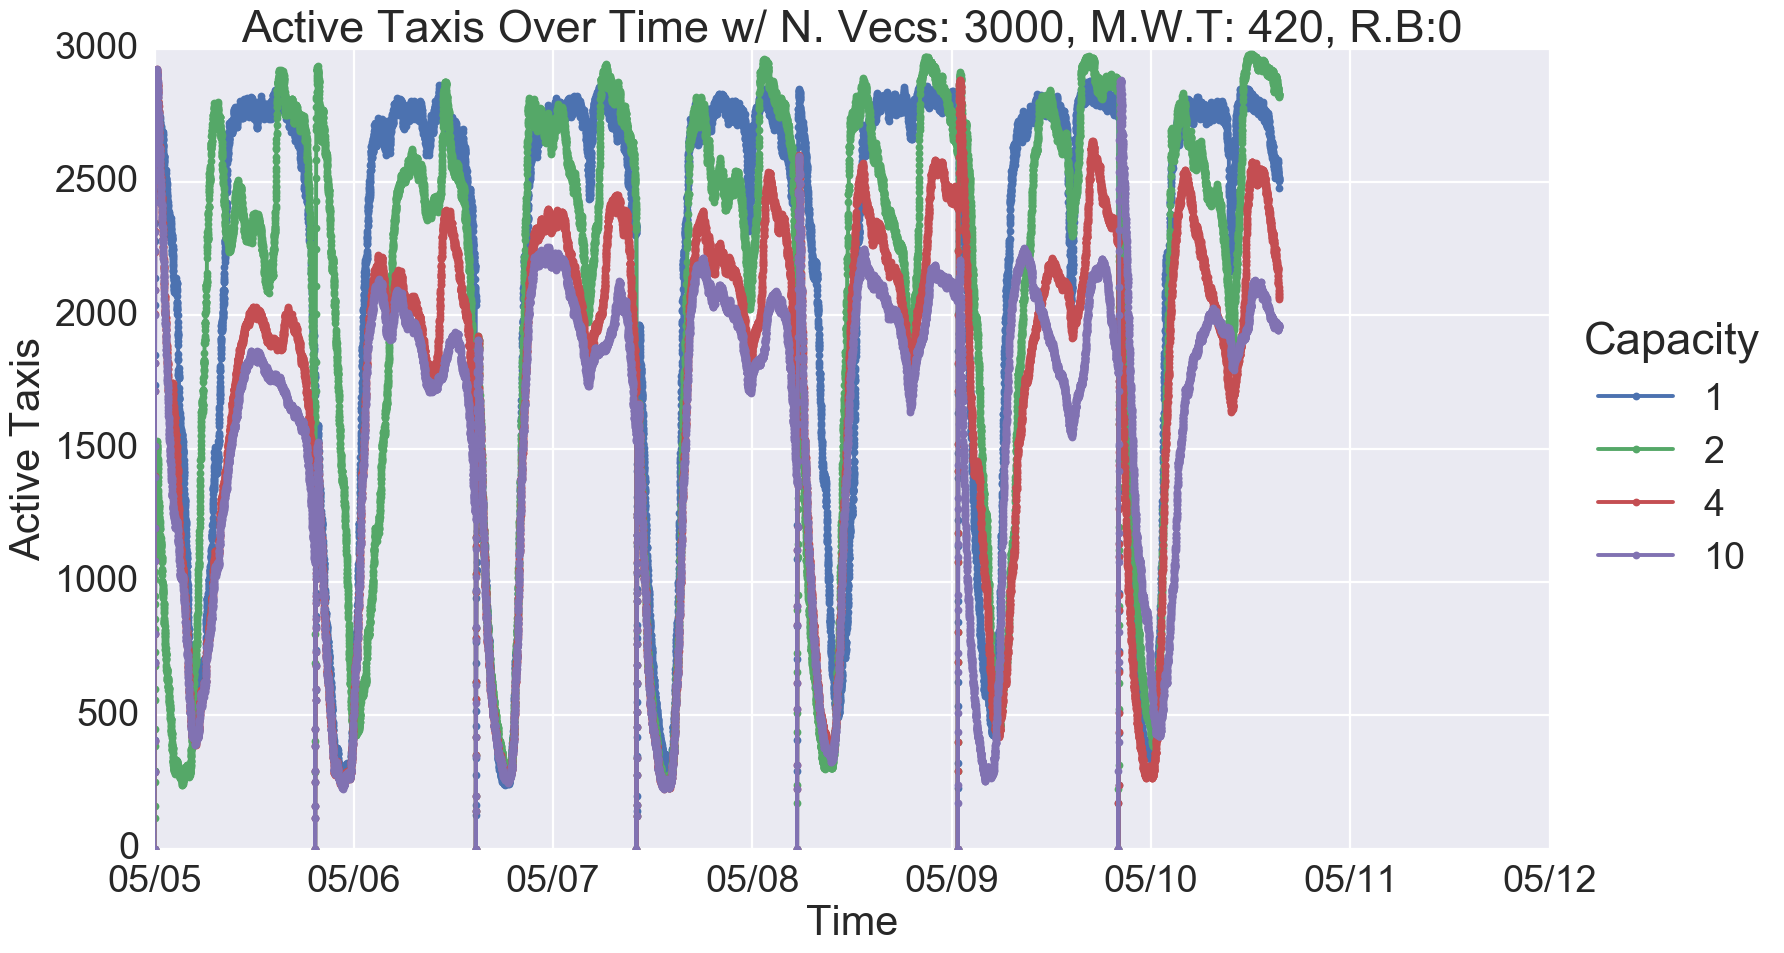 Active Taxis Over Time w/ N. Vecs: 3000, M.W.T: 420, R.B:0
3000
2500
2000
1500
1000
500
0
Active Taxis
05/05 05/06 05/07 05/08 05/09 05/10 05/11 05/12
Time
Capacity
1
2
4
10